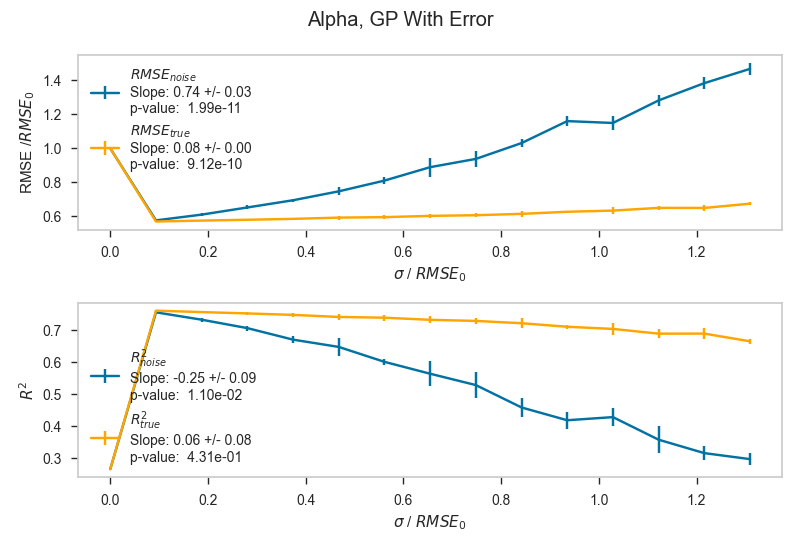 Alpha, GP With Error
RMSE /RMSE₀
1.4
1.2
1.0
0.8
0.6
RMSE_noise
Slope: 0.74 +/- 0.03
p-value:  1.99e-11
RMSE_true
Slope: 0.08 +/- 0.00
p-value:  9.12e-10
0.0 0.2 0.4 0.6 0.8 1.0 1.2
σ / RMSE₀
R²
0.7
0.6
0.5
0.4
0.3
R²_noise
Slope: -0.25 +/- 0.09
p-value:  1.10e-02
R²_true
Slope: 0.06 +/- 0.08
p-value:  4.31e-01
0.0 0.2 0.4 0.6 0.8 1.0 1.2
σ / RMSE₀